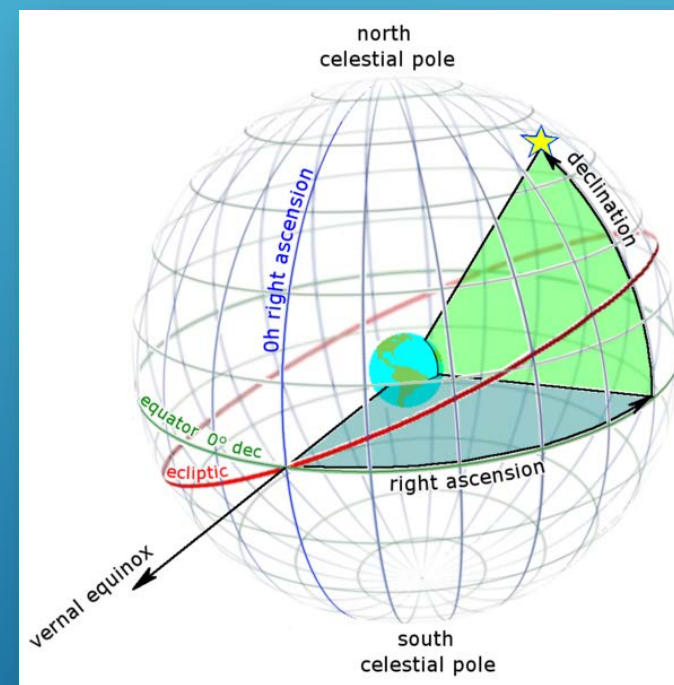 north
celestial pole
declination
0h right ascension
equator 0° dec
ecliptic
right ascension
vernal equinox
south
celestial pole